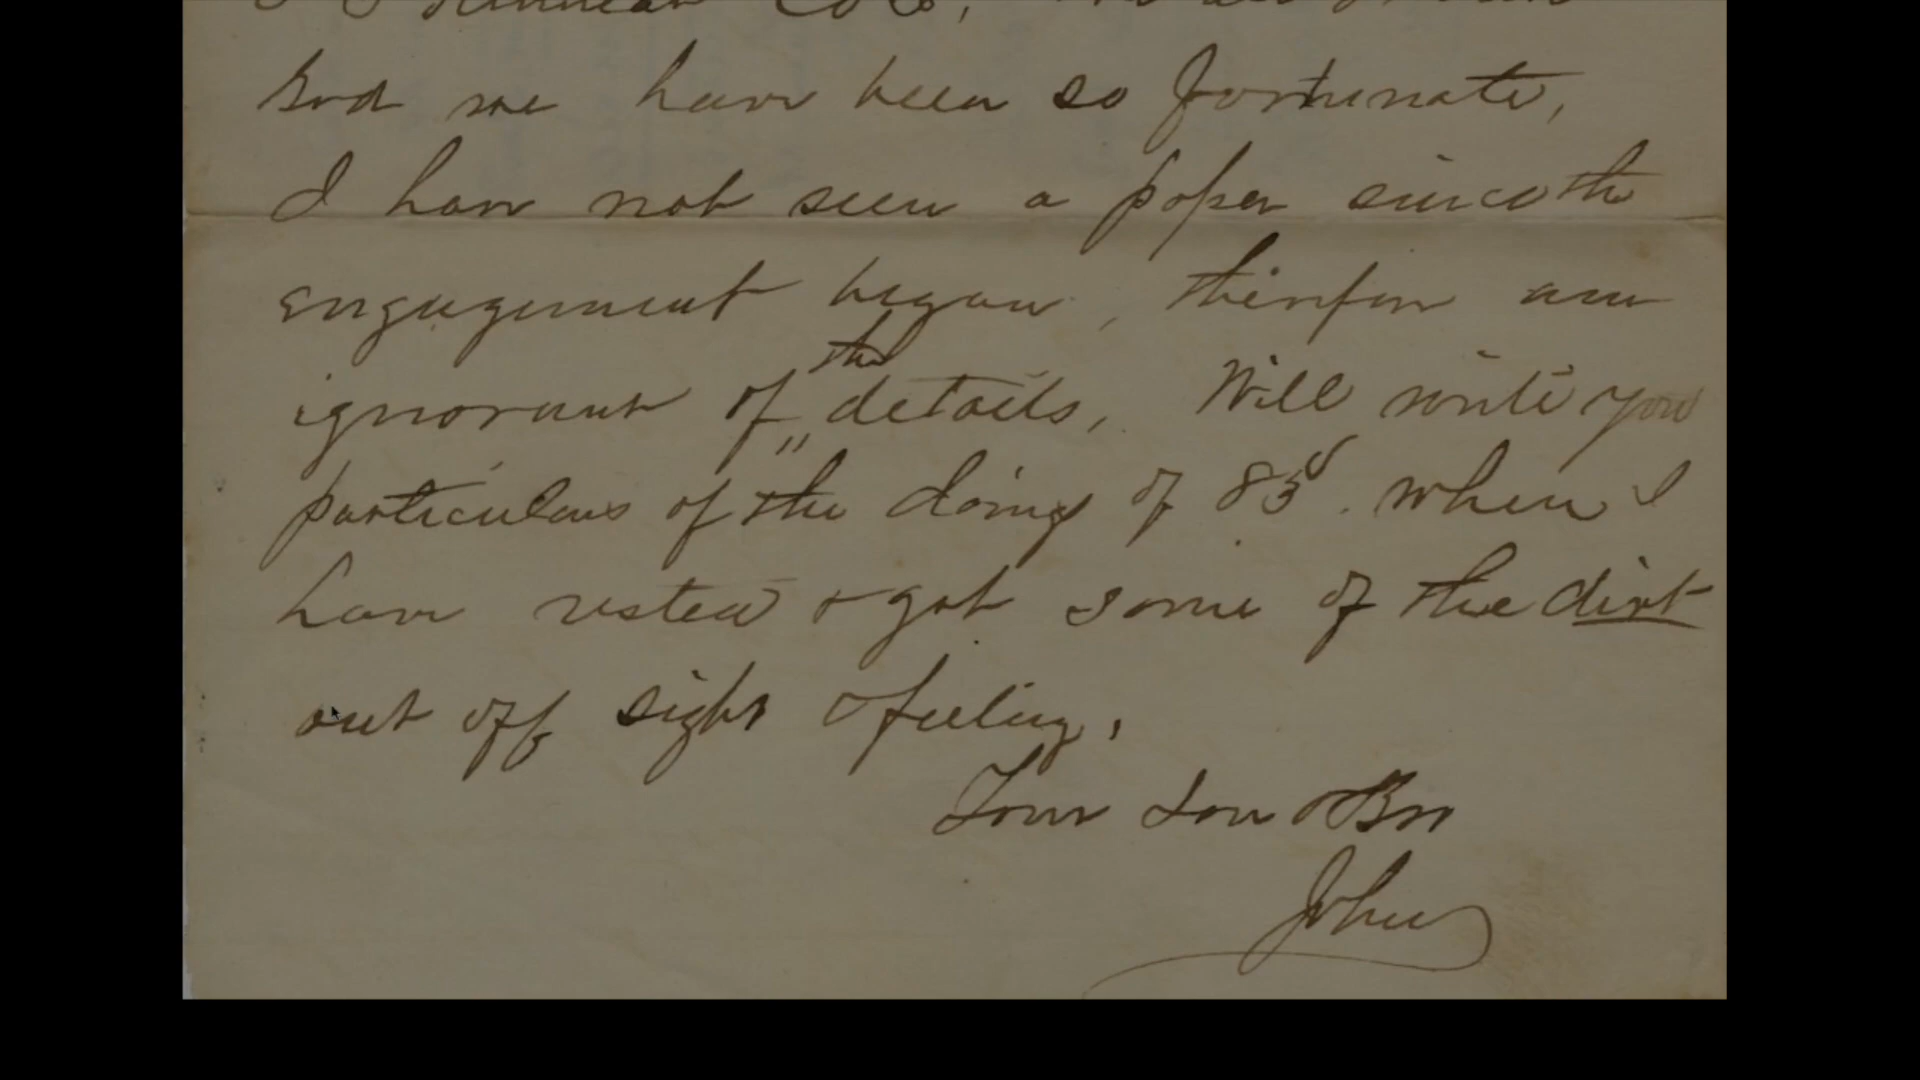 God we have been so fortunate,
I have not seen a paper since the
engagement began, therefore am
ignorant of the details, Will write you
particulars of the doing of 83d. when I
have rested & got some of the dirt
out off sight & feeling.
Your Son & Bro
John